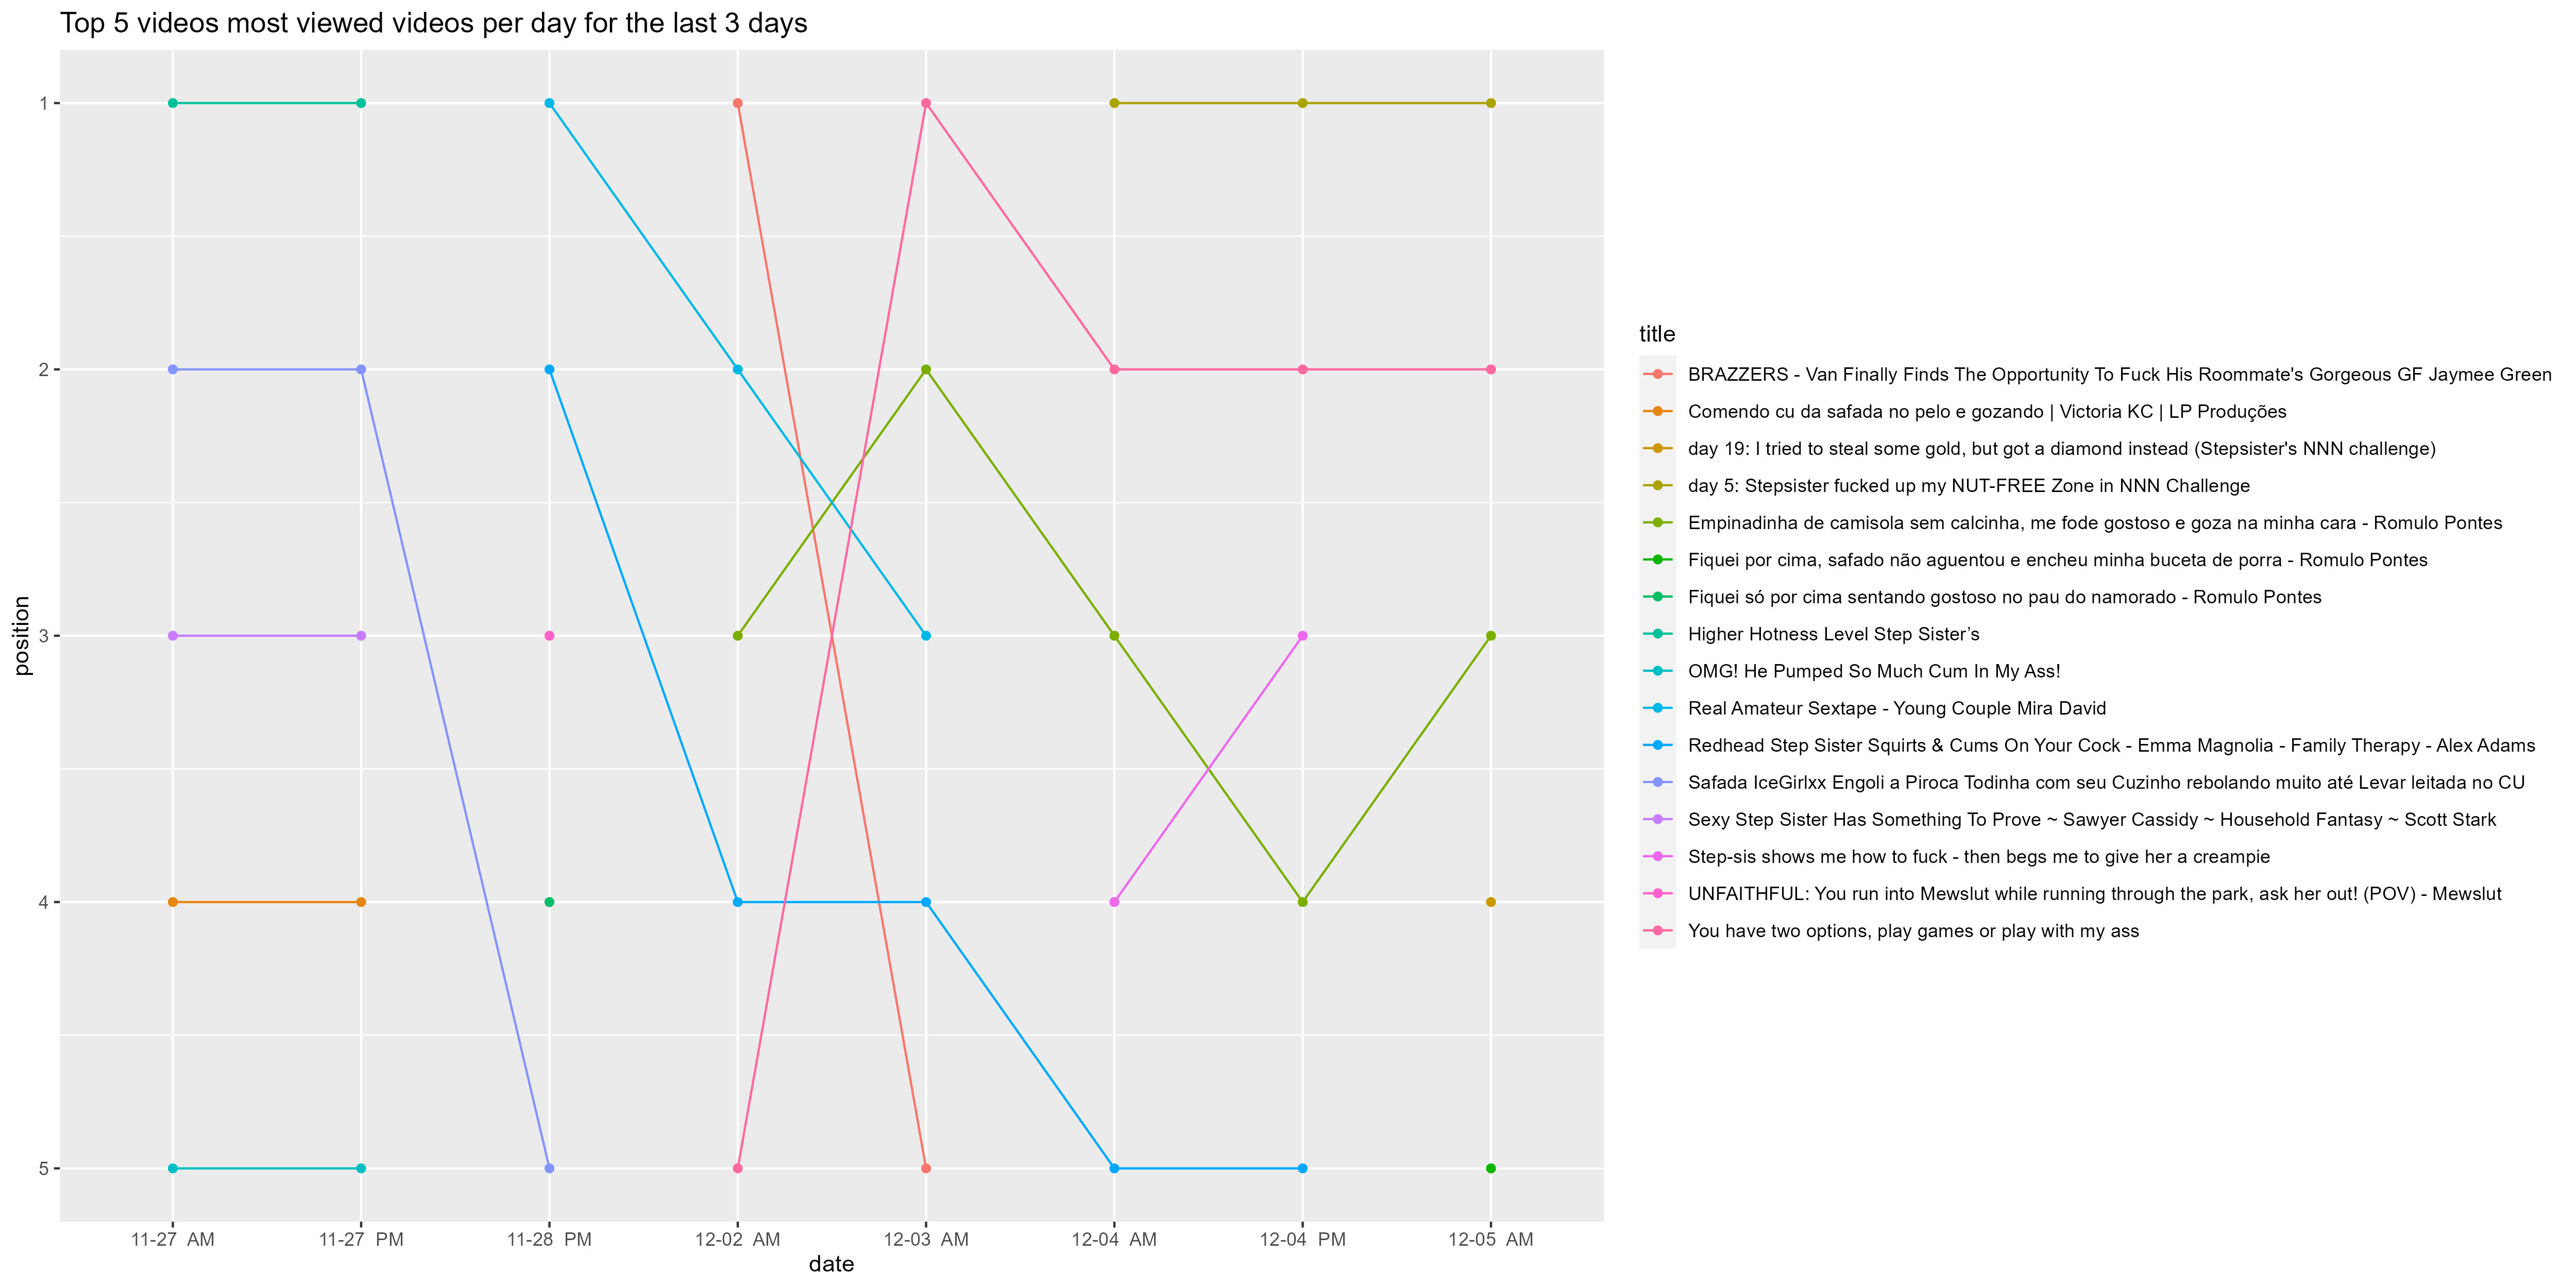 Top 5 videos most viewed videos per day for the last 3 days
position
1
2
3
4
5
11-27 AM
11-27 PM
11-28 PM
12-02 AM
12-03 AM
12-04 AM
12-04 PM
12-05 AM
date
title
BRAZZERS - Van Finally Finds The Opportunity To Fuck His Roommate's Gorgeous GF Jaymee Green
Comendo cu da safada no pelo e gozando | Victoria KC | LP Produções
day 19: I tried to steal some gold, but got a diamond instead (Stepsister's NNN challenge)
day 5: Stepsister fucked up my NUT-FREE Zone in NNN Challenge
Empinadinha de camisola sem calcinha, me fode gostoso e goza na minha cara - Romulo Pontes
Fiquei por cima, safado não aguentou e encheu minha buceta de porra - Romulo Pontes
Fiquei só por cima sentando gostoso no pau do namorado - Romulo Pontes
Higher Hotness Level Step Sister’s
OMG! He Pumped So Much Cum In My Ass!
Real Amateur Sextape - Young Couple Mira David
Redhead Step Sister Squirts & Cums On Your Cock - Emma Magnolia - Family Therapy - Alex Adams
Safada IceGirlxx Engoli a Piroca Todinha com seu Cuzinho rebolando muito até Levar leitada no CU
Sexy Step Sister Has Something To Prove ~ Sawyer Cassidy ~ Household Fantasy ~ Scott Stark
Step-sis shows me how to fuck - then begs me to give her a creampie
UNFAITHFUL: You run into Mewslut while running through the park, ask her out! (POV) - Mewslut
You have two options, play games or play with my ass